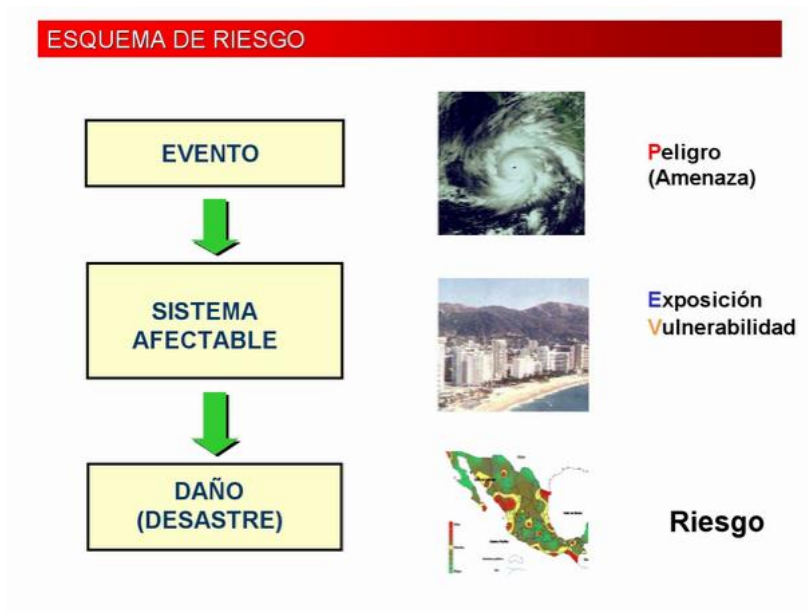 ESQUEMA DE RIESGO
EVENTO
Peligro
(Amenaza)
SISTEMA
AFECTABLE
Exposición
Vulnerabilidad
DAÑO
(DESASTRE)
Riesgo